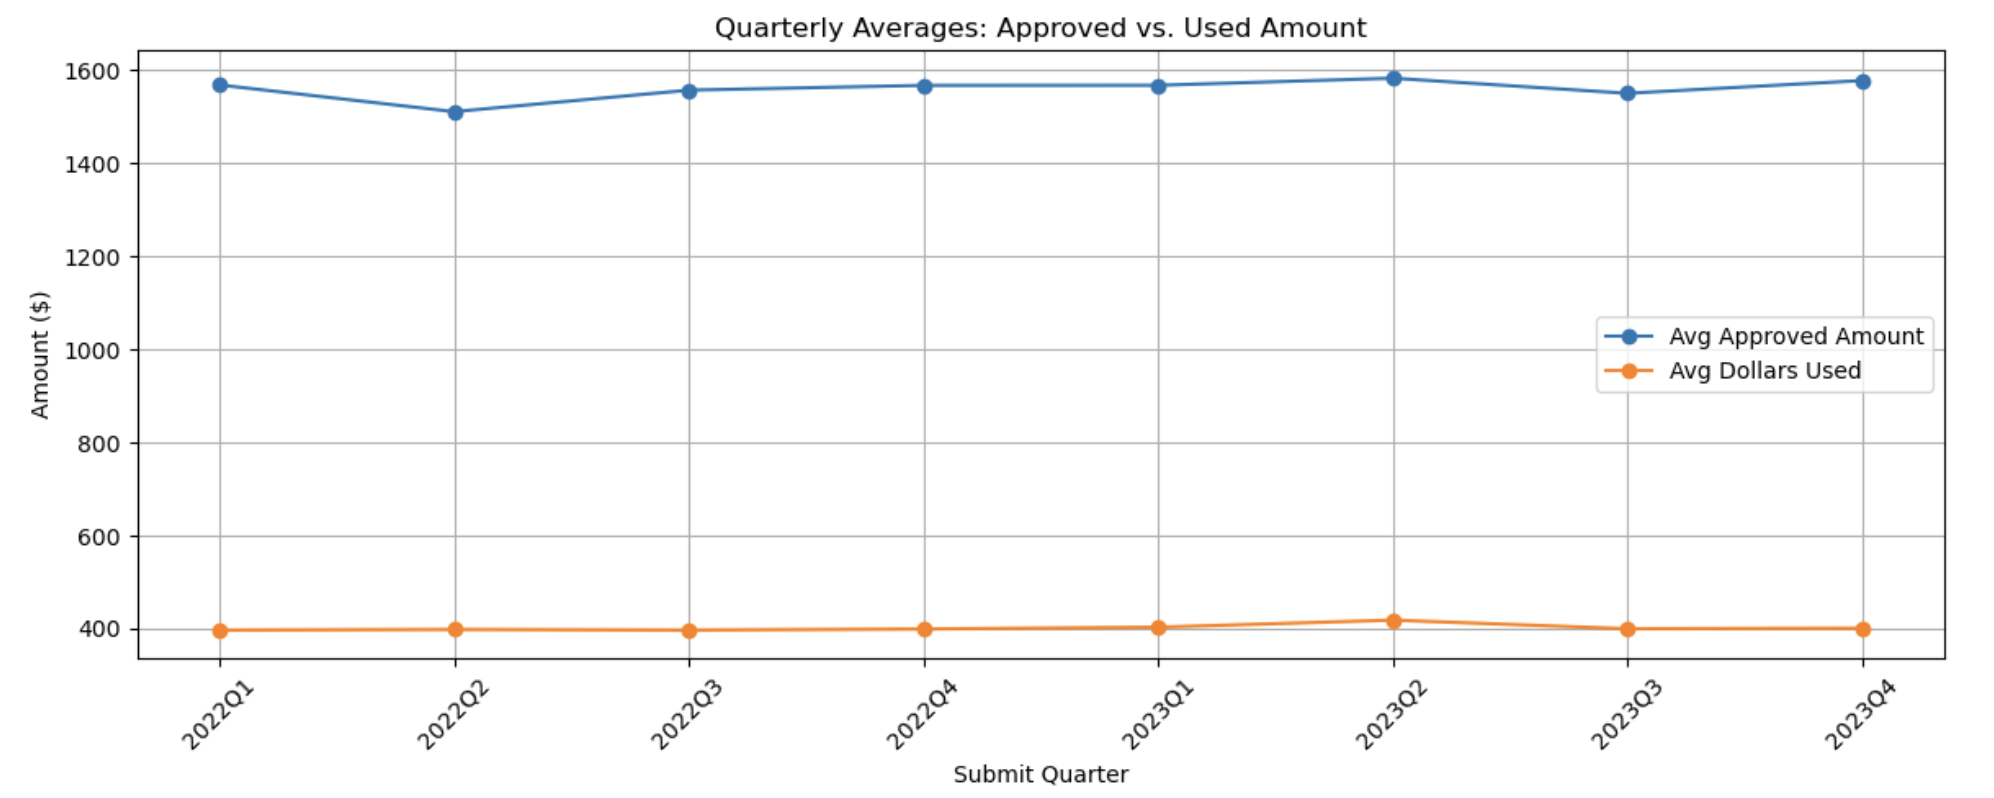 Quarterly Averages: Approved vs. Used Amount
1600
1400
1200
1000
800
600
400
Amount ($)
Avg Approved Amount
Avg Dollars Used
2022Q1
2022Q2
2022Q3
2022Q4
2023Q1
2023Q2
2023Q3
2023Q4
Submit Quarter